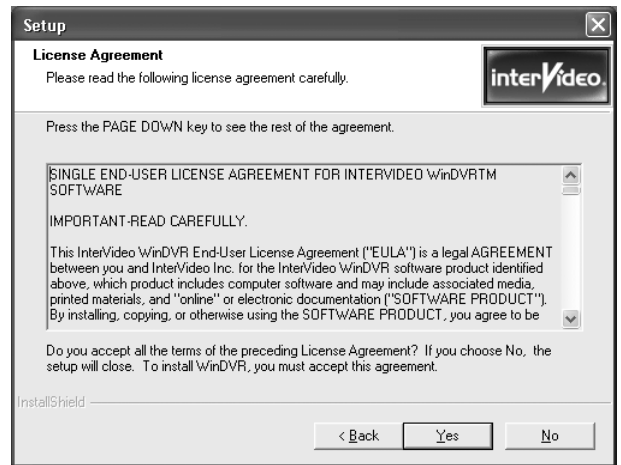 Setup
License Agreement
Please read the following license agreement carefully.
interVideo.
Press the PAGE DOWN key to see the rest of the agreement.
SINGLE END-USER LICENSE AGREEMENT FOR INTERVIDEO WinDVRTM
SOFTWARE
IMPORTANT-READ CAREFULLY.
This InterVideo WinDVR End-User License Agreement ("EULA") is a legal AGREEMENT
between you and InterVideo Inc. for the InterVideo WinDVR software product identified
above, which product includes computer software and may include associated media,
printed materials, and "online" or electronic documentation ("SOFTWARE PRODUCT").
By installing, copying, or otherwise using the SOFTWARE PRODUCT, you agree to be
Do you accept all the terms of the preceding License Agreement? If you choose No, the
setup will close. To install WinDVR, you must accept this agreement.
InstallShield
< Back
Yes
No